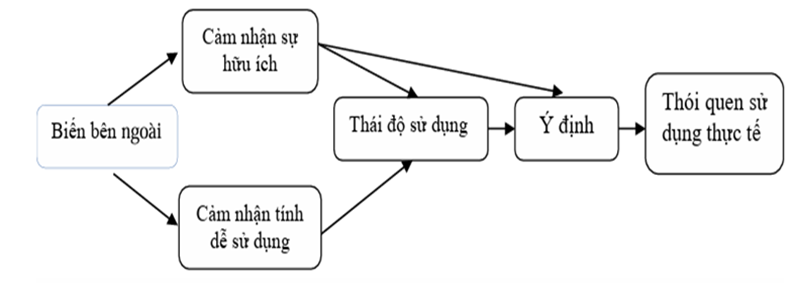 Cảm nhận sự
hữu ích
Biến bên ngoài
Thái độ sử dụng
Ý định
Thói quen sử
dụng thực tế
Cảm nhận tính
dễ sử dụng